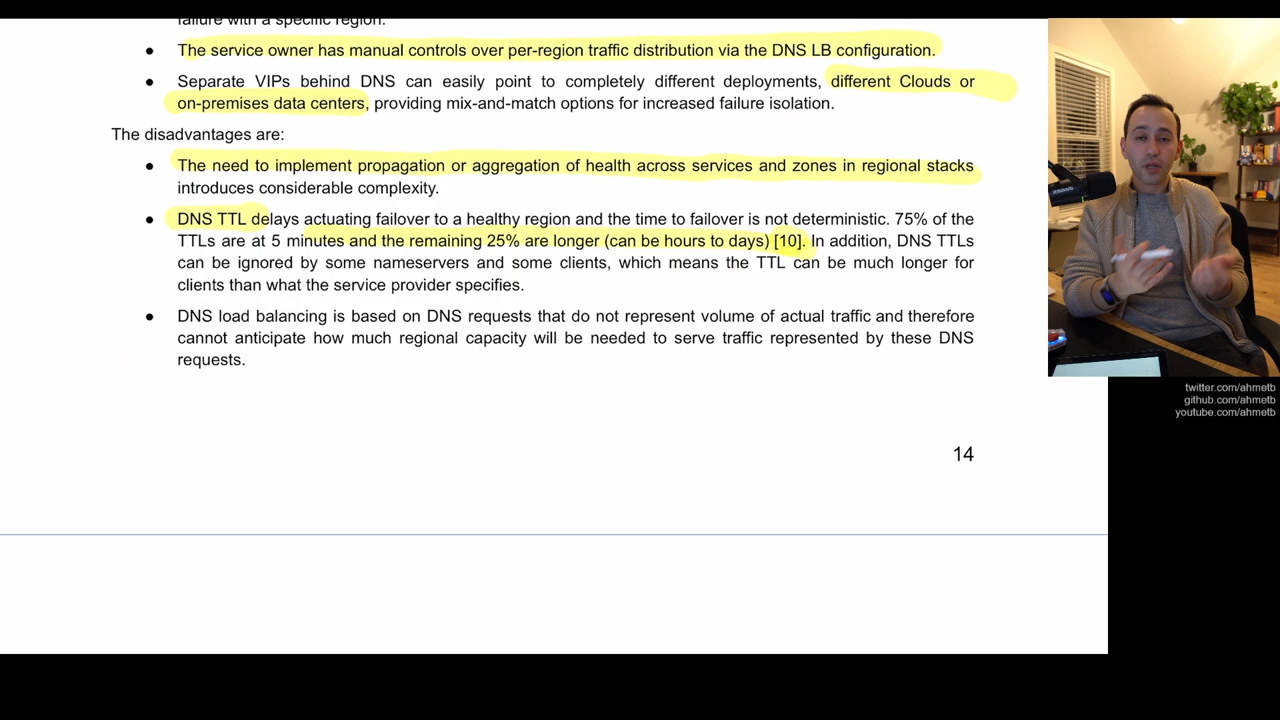 failure with a specific region.
● The service owner has manual controls over per-region traffic distribution via the DNS LB configuration.
● Separate VIPs behind DNS can easily point to completely different deployments, different Clouds or
on-premises data centers, providing mix-and-match options for increased failure isolation.
The disadvantages are:
● The need to implement propagation or aggregation of health across services and zones in regional stacks
introduces considerable complexity.
● DNS TTL delays actuating failover to a healthy region and the time to failover is not deterministic. 75% of the
TTLs are at 5 minutes and the remaining 25% are longer (can be hours to days) [10]. In addition, DNS TTLs
can be ignored by some nameservers and some clients, which means the TTL can be much longer for
clients than what the service provider specifies.
● DNS load balancing is based on DNS requests that do not represent volume of actual traffic and therefore
cannot anticipate how much regional capacity will be needed to serve traffic represented by these DNS
requests.
14
twitter.com/ahmetb
github.com/ahmetb
youtube.com/ahmetb